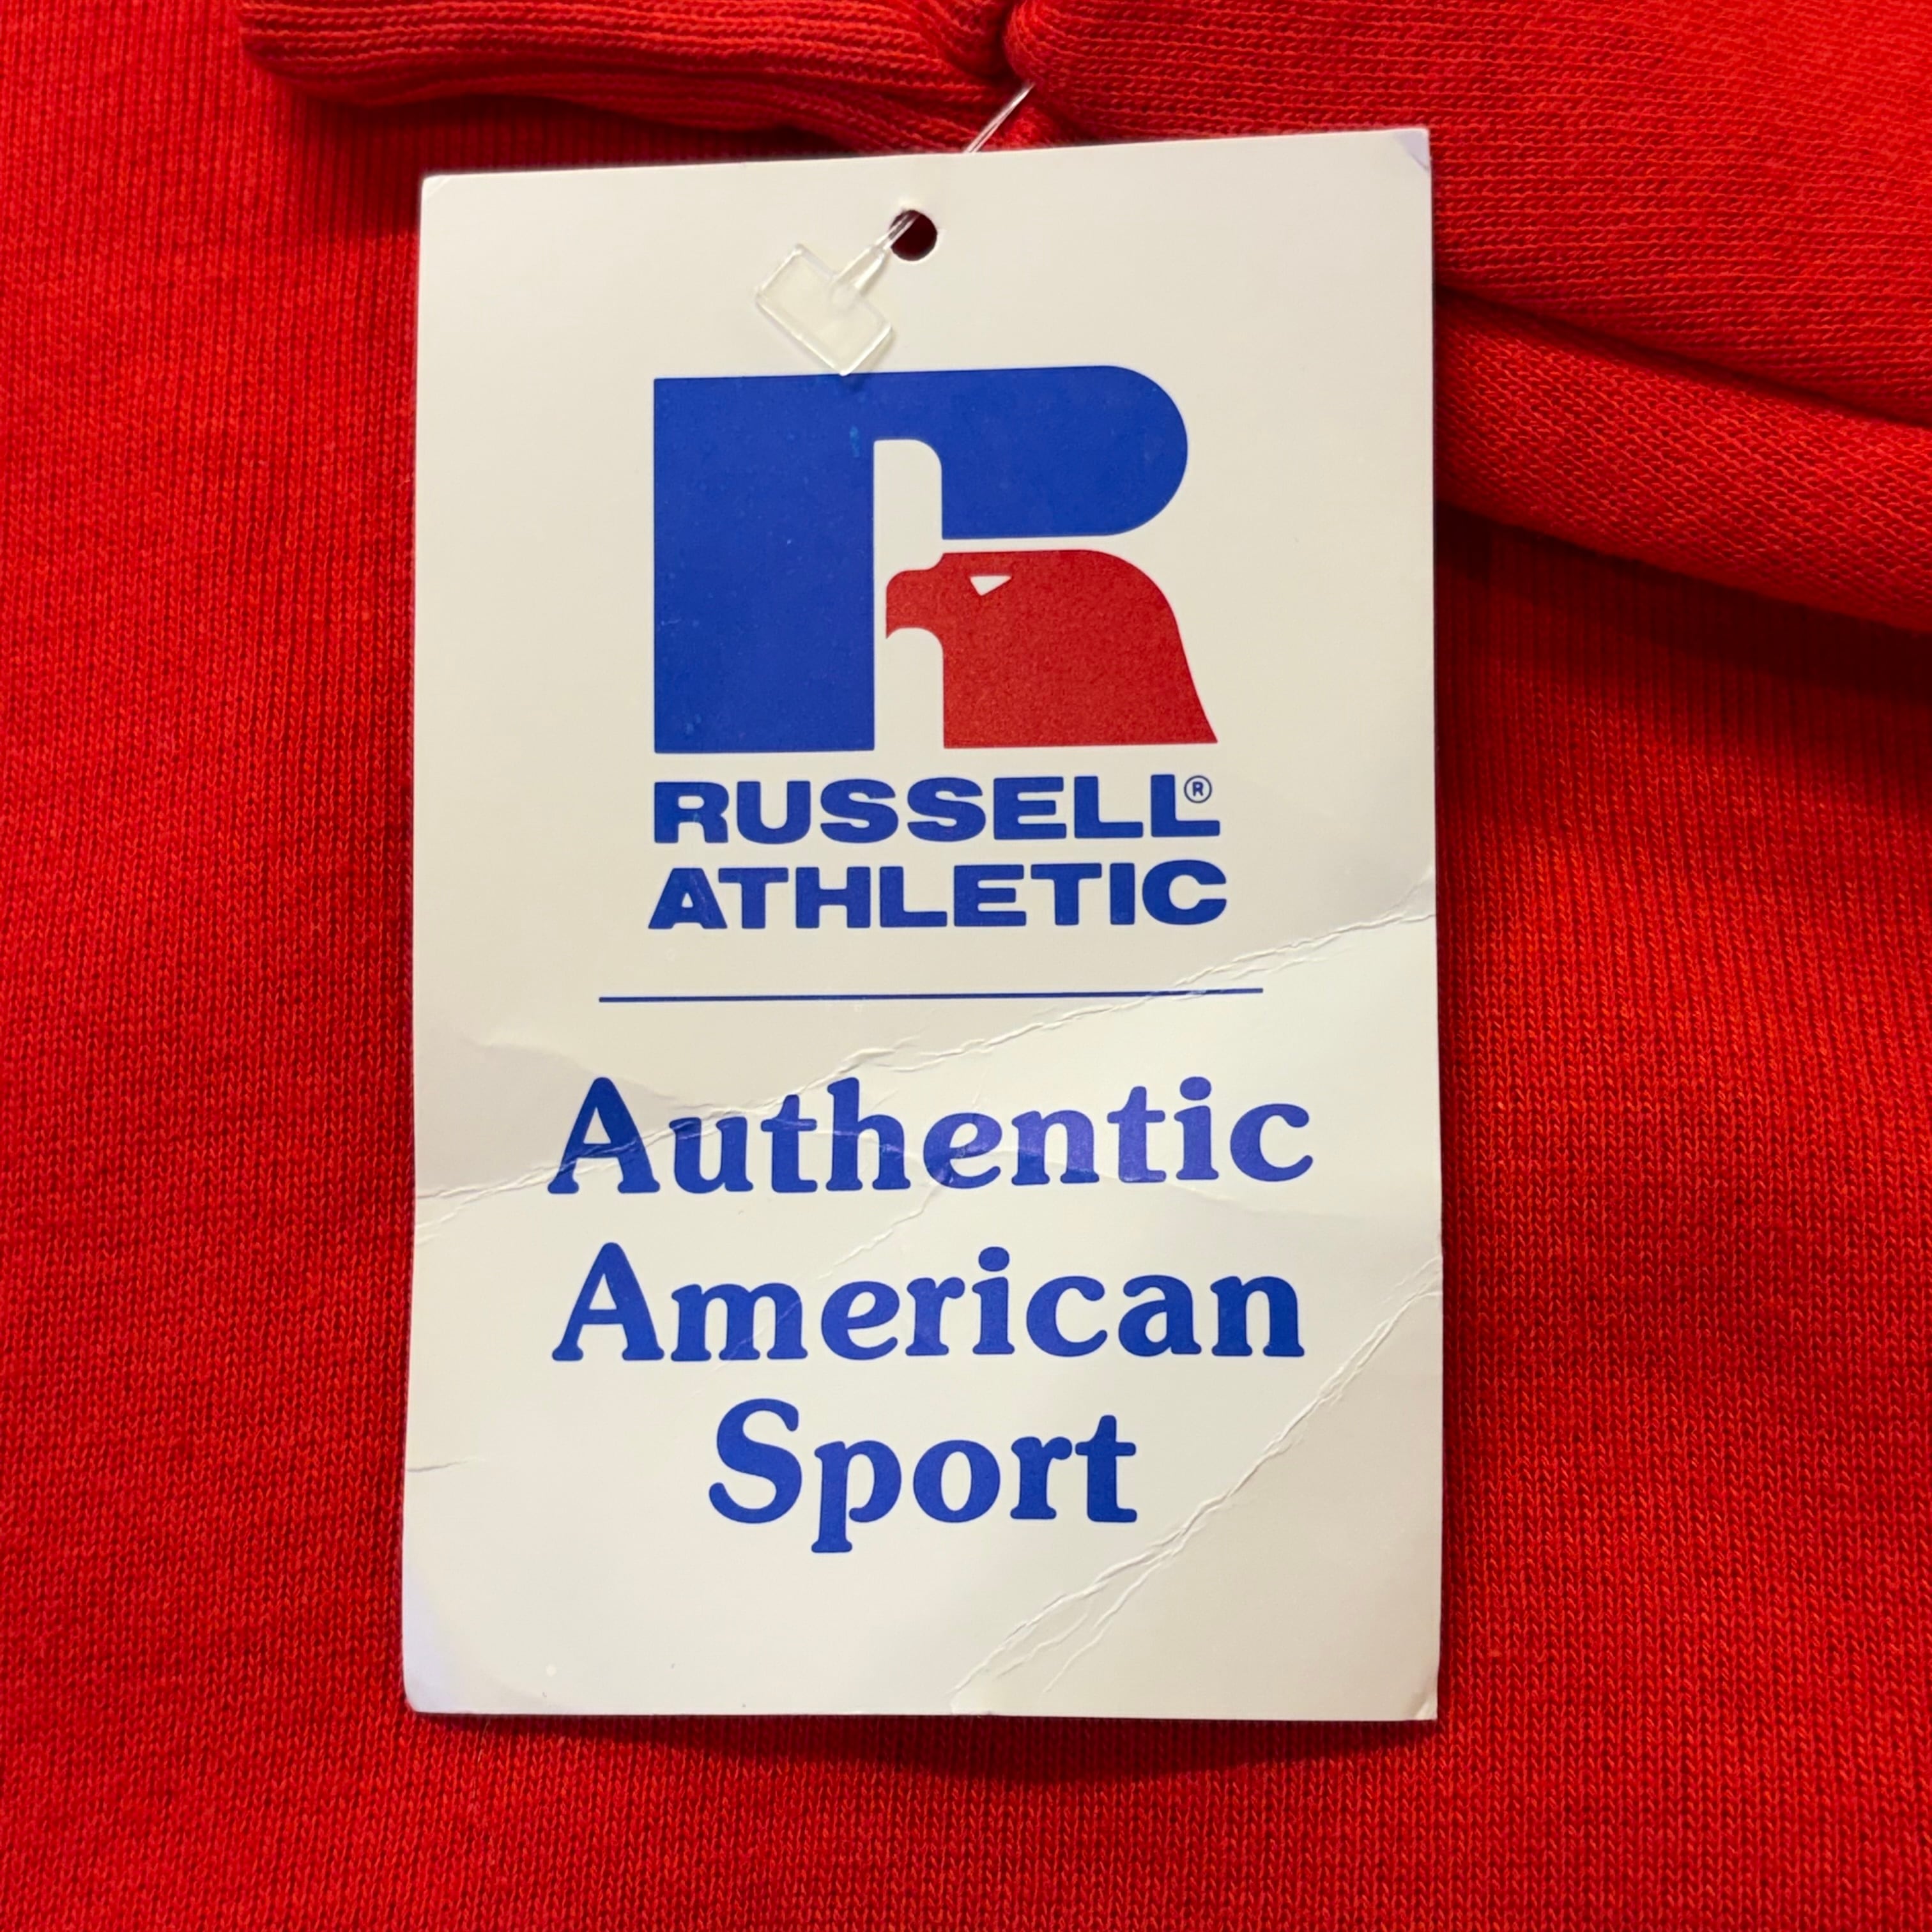 RUSSELL®
ATHLETIC
Authentic
American
Sport